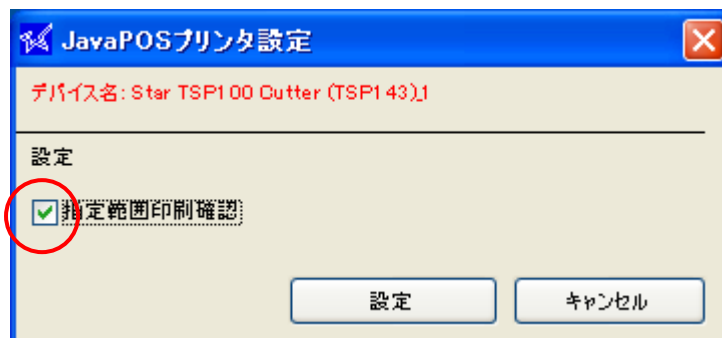 JavaPOSプリンタ設定
デバイス名: Star TSP100 Cutter (TSP143)_1
設定
指定範囲印刷確認
設定 キャンセル